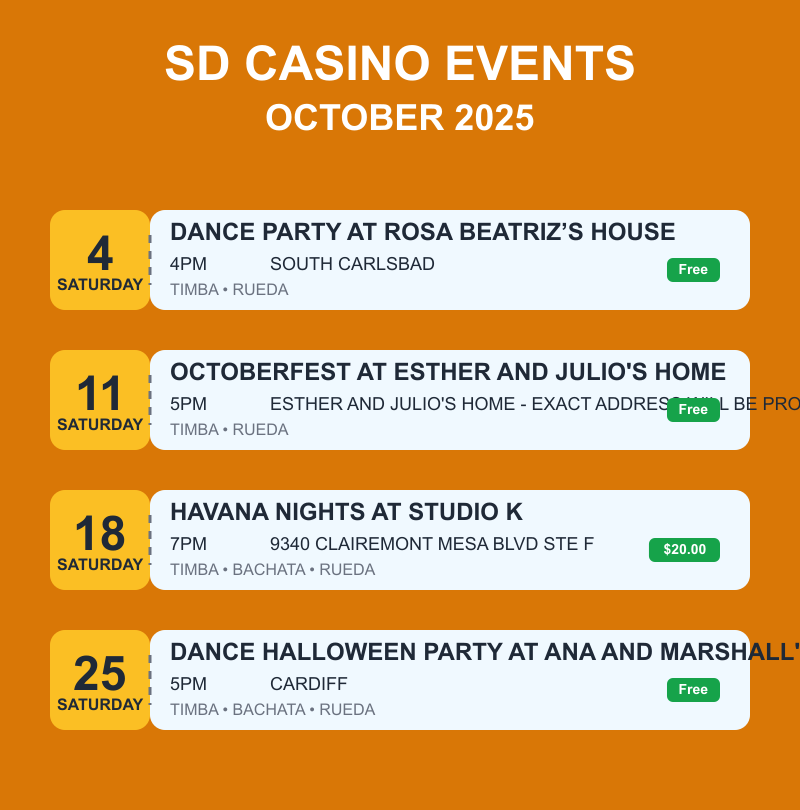 SD CASINO EVENTS
OCTOBER 2025
4
SATURDAY
DANCE PARTY AT ROSA BEATRIZ’S HOUSE
4PM SOUTH CARLSBAD
Free
TIMBA • RUEDA
11
SATURDAY
OCTOBERFEST AT ESTHER AND JULIO'S HOME
5PM ESTHER AND JULIO'S HOME - EXACT ADDRESS WILL BE PRO
Free
TIMBA • RUEDA
18
SATURDAY
HAVANA NIGHTS AT STUDIO K
7PM 9340 CLAIREMONT MESA BLVD STE F
$20.00
TIMBA • BACHATA • RUEDA
25
SATURDAY
DANCE HALLOWEEN PARTY AT ANA AND MARSHALL'
5PM CARDIFF
Free
TIMBA • BACHATA • RUEDA